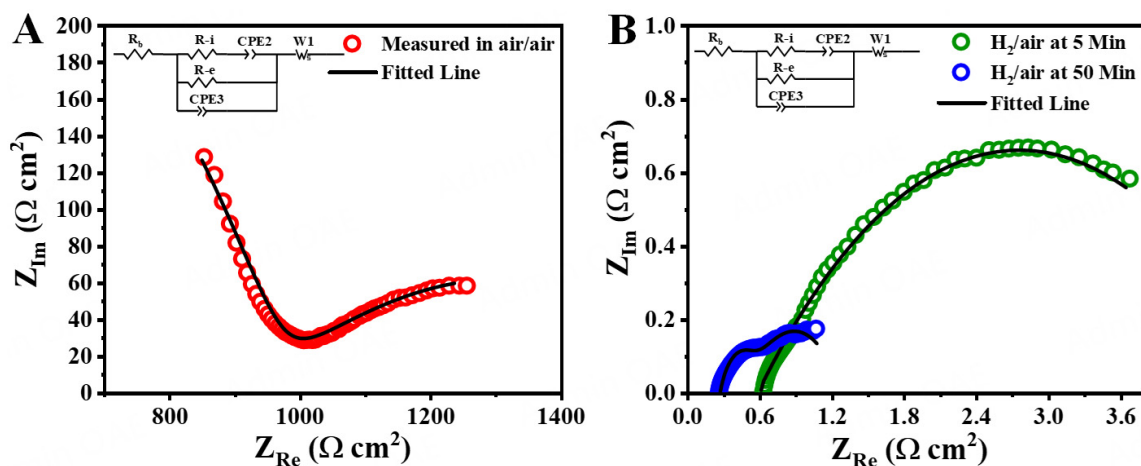 A
R_b R-i CPE2 W1
s
R-e
CPE3
Measured in air/air
Fitted Line
Z_Im (Ω cm²)
200
180
160
140
120
100
80
60
40
20
0
800 1000 1200 1400
Z_Re (Ω cm²)
B
R_b R-i CPE2 W1
s
R-e
CPE3
H₂/air at 5 Min
H₂/air at 50 Min
Fitted Line
Z_Im (Ω cm²)
1.0
0.8
0.6
0.4
0.2
0.0
0.0 0.6 1.2 1.8 2.4 3.0 3.6
Z_Re (Ω cm²)